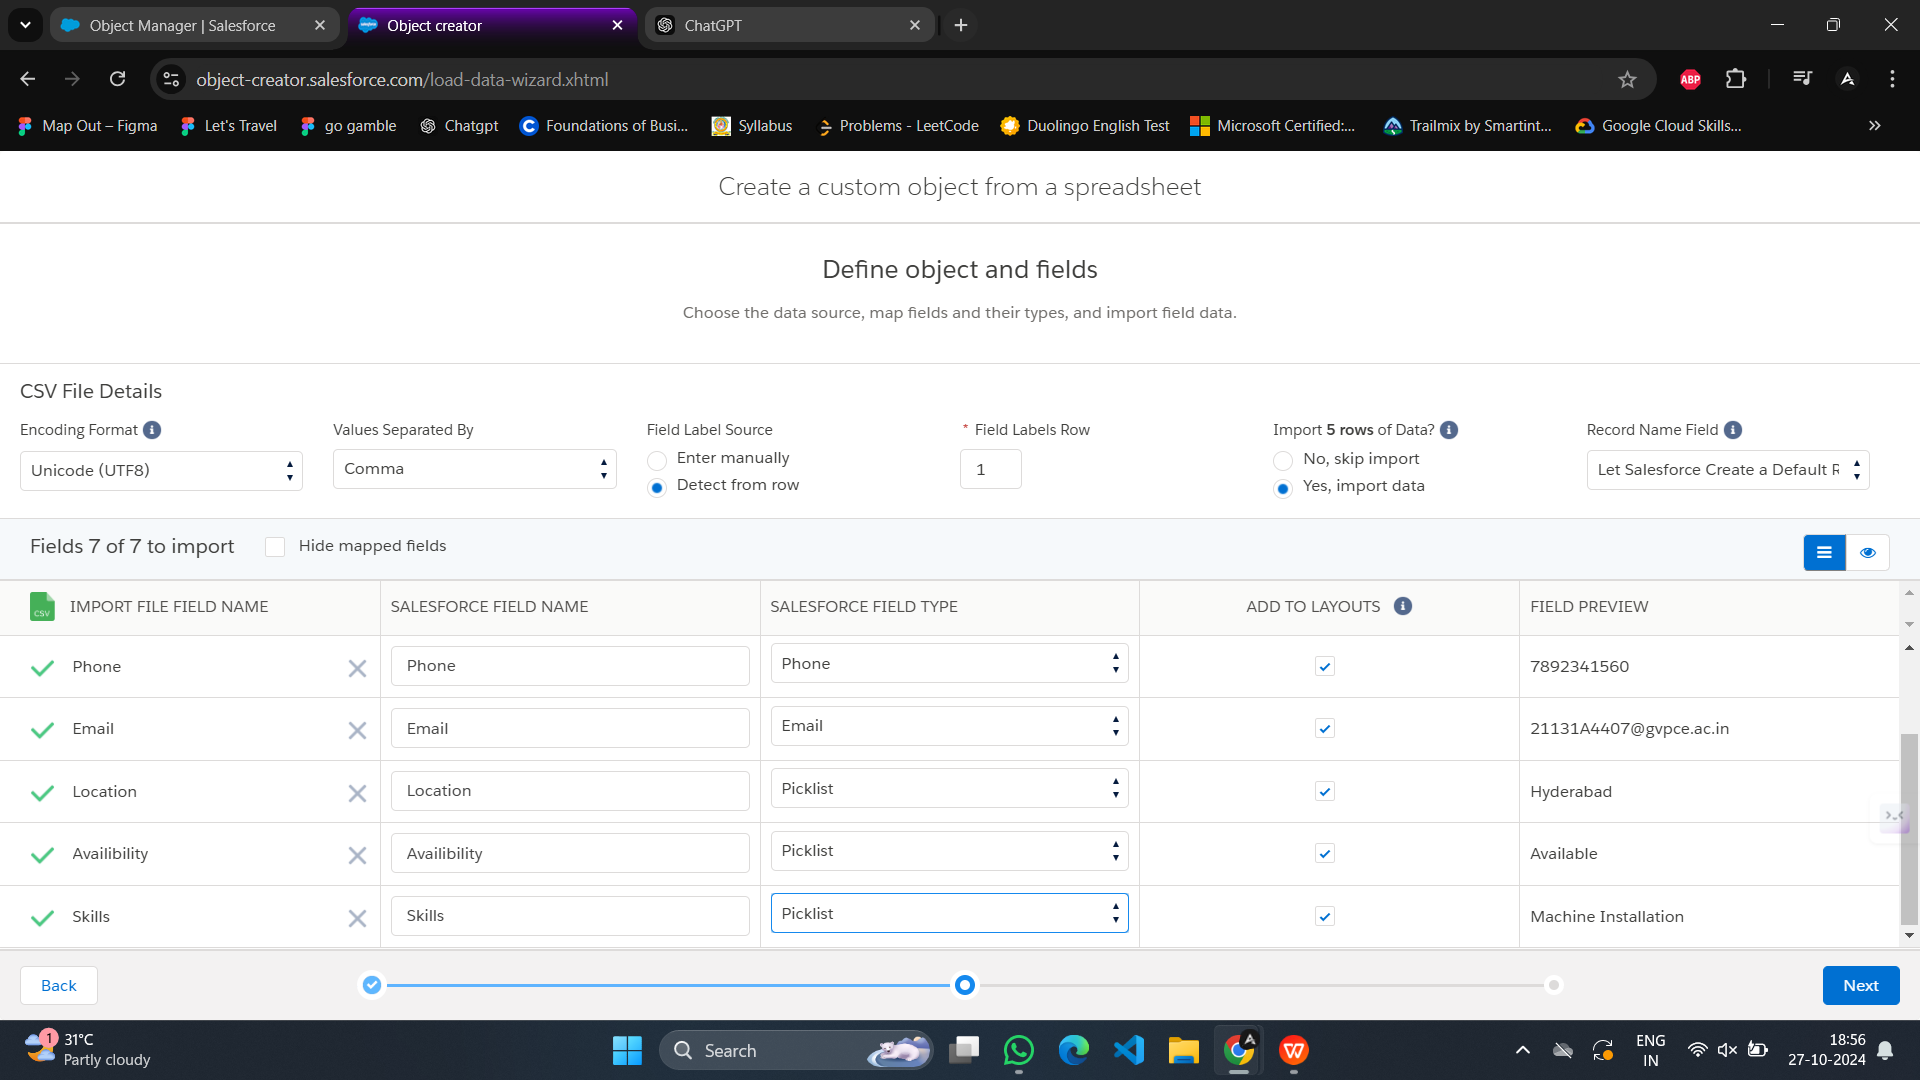 Object Manager | Salesforce
Object creator
ChatGPT
object-creator.salesforce.com/load-data-wizard.xhtml
ABP
Map Out – Figma
Let's Travel
go gamble
Chatgpt
Foundations of Busi...
Syllabus
Problems - LeetCode
Duolingo English Test
Microsoft Certified:...
Trailmix by Smartint...
Google Cloud Skills...
Create a custom object from a spreadsheet
Define object and fields
Choose the data source, map fields and their types, and import field data.
CSV File Details
Encoding Format
Values Separated By
Field Label Source
* Field Labels Row
Import 5 rows of Data?
Record Name Field
Unicode (UTF8)
Comma
Enter manually
Detect from row
1
No, skip import
Yes, import data
Let Salesforce Create a Default R
Fields 7 of 7 to import
Hide mapped fields
CSV
IMPORT FILE FIELD NAME
SALESFORCE FIELD NAME
SALESFORCE FIELD TYPE
ADD TO LAYOUTS
FIELD PREVIEW
Phone
Phone
Phone
7892341560
Email
Email
Email
21131A4407@gvpce.ac.in
Location
Location
Picklist
Hyderabad
Availibility
Availibility
Picklist
Available
Skills
Skills
Picklist
Machine Installation
Back
Next
1
31°C
Partly cloudy
Search
ENG
IN
18:56
27-10-2024